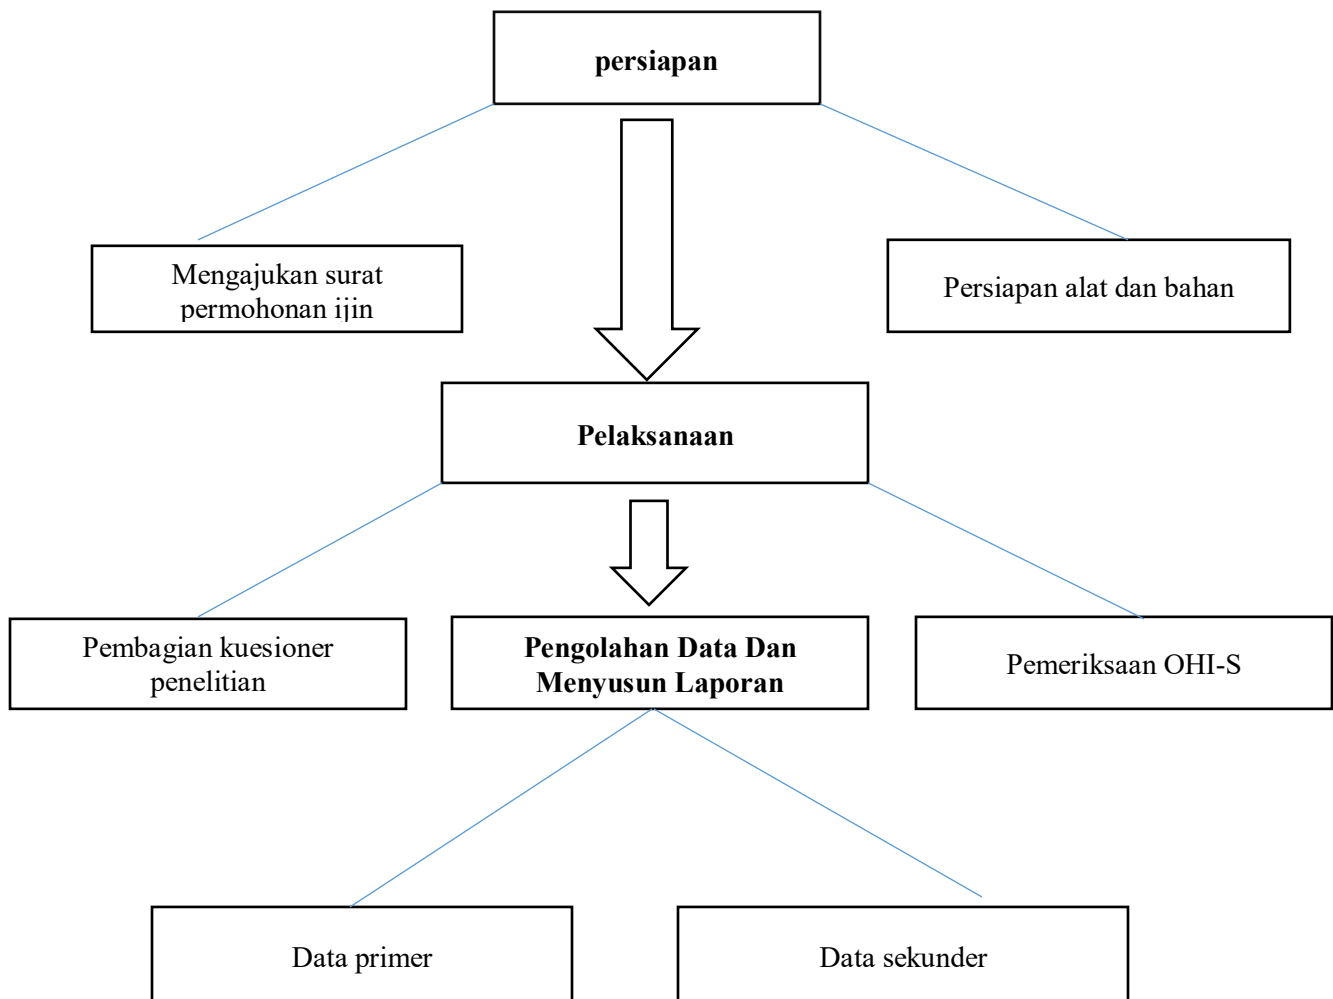 persiapan
Mengajukan surat
permohonan ijin
Persiapan alat dan bahan
Pelaksanaan
Pembagian kuesioner
penelitian
Pengolahan Data Dan
Menyusun Laporan
Pemeriksaan OHI-S
Data primer
Data sekunder